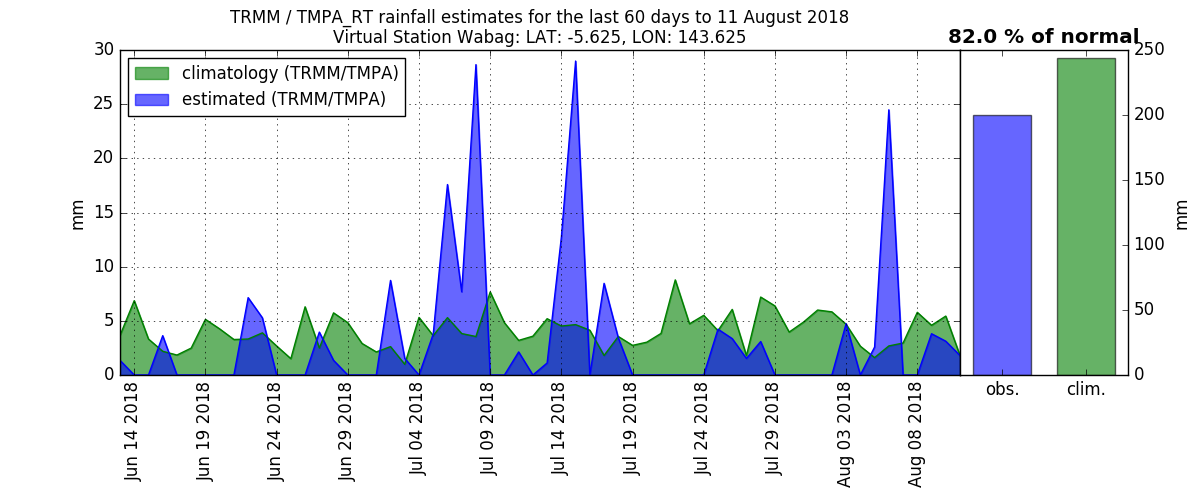 TRMM / TMPA_RT rainfall estimates for the last 60 days to 11 August 2018
Virtual Station Wabag: LAT: -5.625, LON: 143.625
82.0 % of normal
climatology (TRMM/TMPA)
estimated (TRMM/TMPA)
30
25
20
15
10
5
0
mm
Jun 14 2018
Jun 19 2018
Jun 24 2018
Jun 29 2018
Jul 04 2018
Jul 09 2018
Jul 14 2018
Jul 19 2018
Jul 24 2018
Jul 29 2018
Aug 03 2018
Aug 08 2018
obs.
clim.
250
200
150
100
50
0
mm